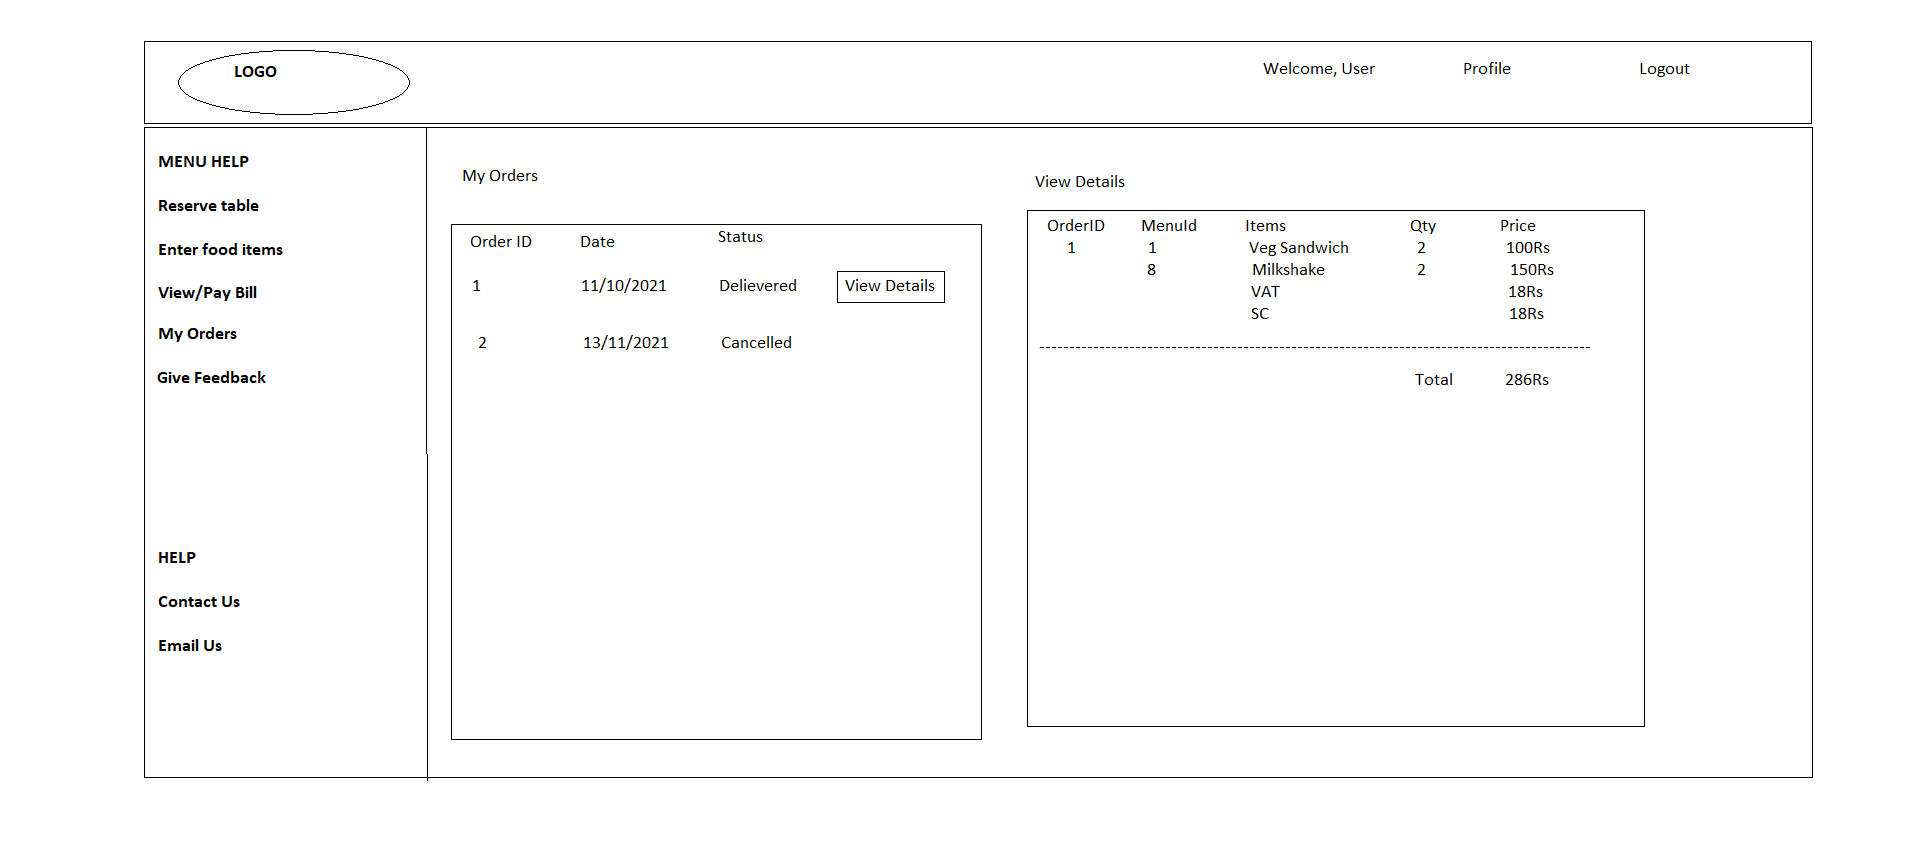 LOGO
Welcome, User Profile Logout
MENU HELP
Reserve table
Enter food items
View/Pay Bill
My Orders
Give Feedback
HELP
Contact Us
Email Us
My Orders
Order ID Date Status
1 11/10/2021 Delievered View Details
2 13/11/2021 Cancelled
View Details
OrderID MenuId Items Qty Price
1 1 Veg Sandwich 2 100Rs
8 Milkshake 2 150Rs
VAT 18Rs
SC 18Rs
Total 286Rs